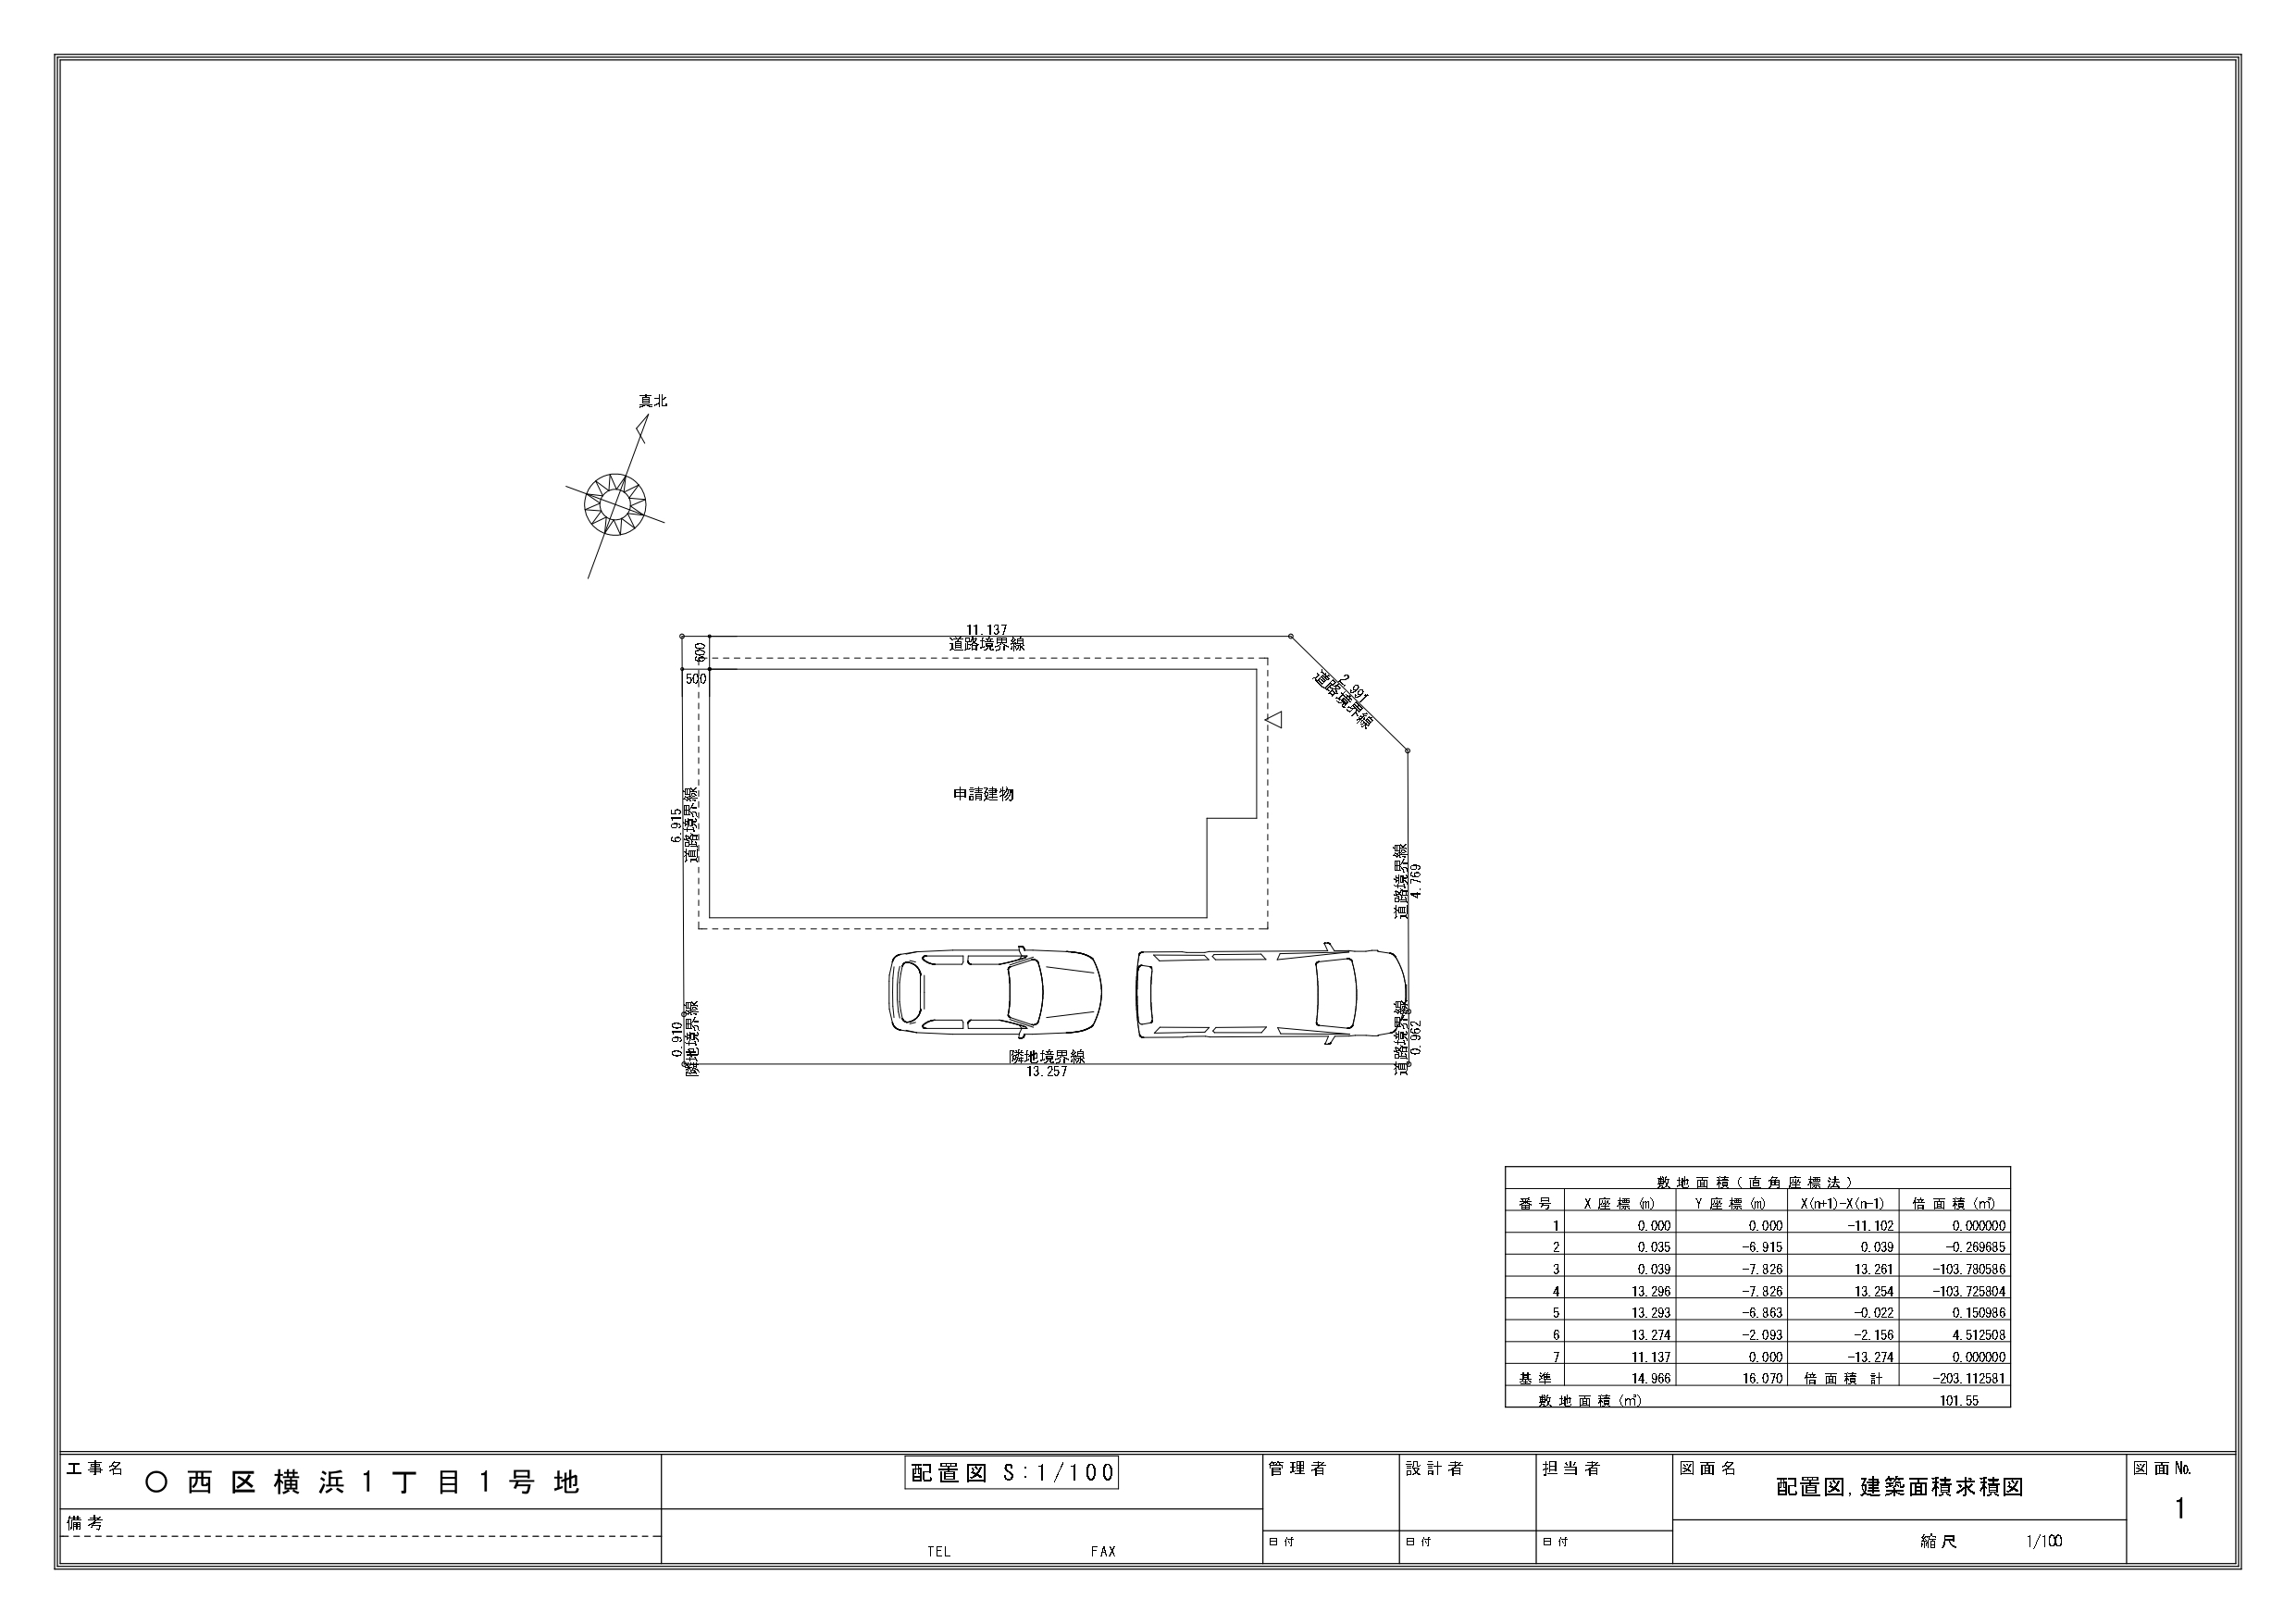 真北
11.137
道路境界線
600
500
2.991
道路境界線
申請建物
6.915
道路境界線
道路境界線
4.769
0.910
隣地境界線
道路境界線
0.962
隣地境界線
13.257
敷地面積(直角座標法)
番号 X座標(m) Y座標(m) X(n+1)-X(n-1) 倍面積(㎡)
1 0.000 0.000 -11.102 0.000000
2 0.035 -6.915 0.039 -0.269685
3 0.039 -7.826 13.261 -103.780586
4 13.296 -7.826 13.254 -103.725804
5 13.293 -6.863 -0.022 0.150986
6 13.274 -2.093 -2.156 4.512508
7 11.137 0.000 -13.274 0.000000
基準 14.966 16.070 倍面積計 -203.112581
敷地面積(㎡) 101.55
工事名 〇西区横浜1丁目1号地
備考
配置図 S:1/100
TEL FAX
管理者 設計者 担当者
日付 日付 日付
図面名 配置図,建築面積求積図
縮尺 1/100
図面No.
1